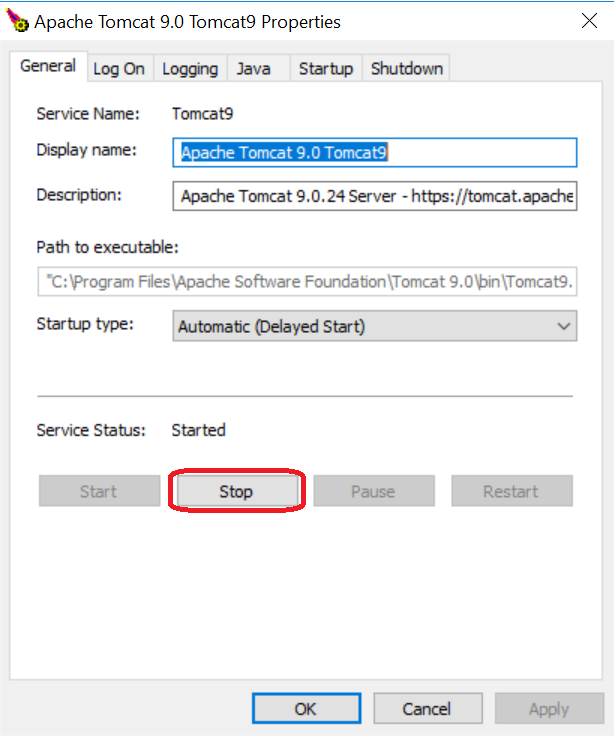 Apache Tomcat 9.0 Tomcat9 Properties
General Log On Logging Java Startup Shutdown
Service Name: Tomcat9
Display name: Apache Tomcat 9.0 Tomcat9
Description: Apache Tomcat 9.0.24 Server - https://tomcat.apache
Path to executable:
"C:\Program Files\Apache Software Foundation\Tomcat 9.0\bin\Tomcat9.
Startup type: Automatic (Delayed Start)
Service Status: Started
Start Stop Pause Restart
OK Cancel Apply